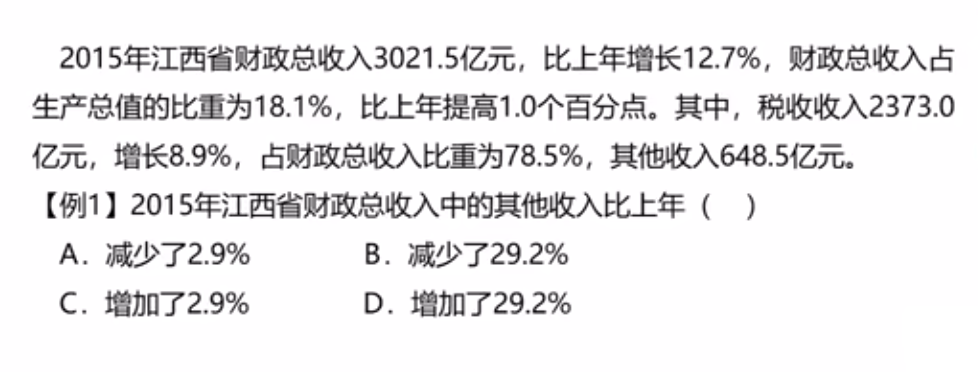 2015年江西省财政总收入3021.5亿元，比上年增长12.7%，财政总收入占
生产总值的比重为18.1%，比上年提高1.0个百分点。其中，税收收入2373.0
亿元，增长8.9%，占财政总收入比重为78.5%，其他收入648.5亿元。
【例1】2015年江西省财政总收入中的其他收入比上年（ ）
A．减少了2.9% B．减少了29.2%
C．增加了2.9% D．增加了29.2%